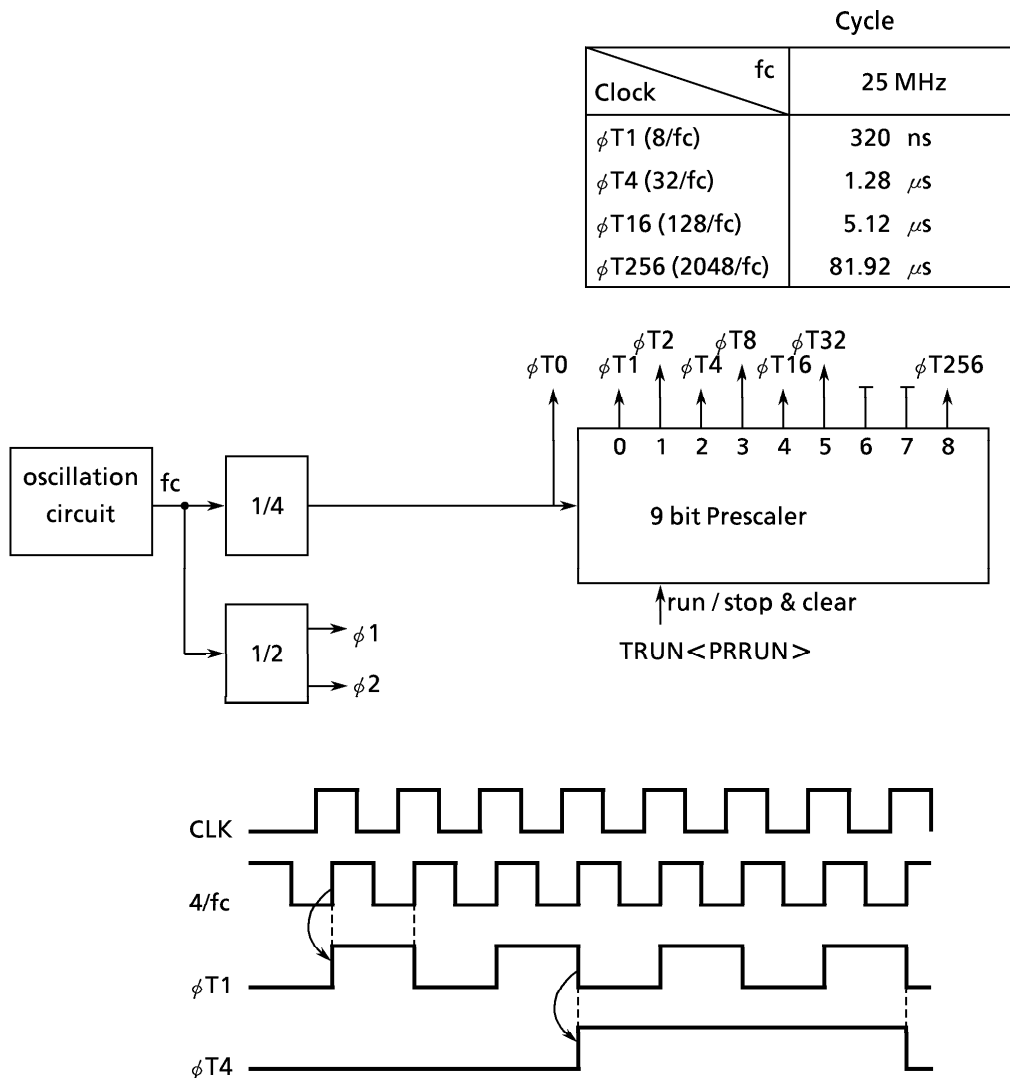 Cycle
fc
Clock
25 MHz
ϕT1 (8/fc) 320 ns
ϕT4 (32/fc) 1.28 μs
ϕT16 (128/fc) 5.12 μs
ϕT256 (2048/fc) 81.92 μs
ϕT0 ϕT1 ϕT2 ϕT4 ϕT8 ϕT16 ϕT32 ϕT256
0 1 2 3 4 5 6 7 8
oscillation
circuit
fc
1/4
9 bit Prescaler
run / stop & clear
TRUN<PRRUN>
1/2
ϕ1
ϕ2
CLK
4/fc
ϕT1
ϕT4